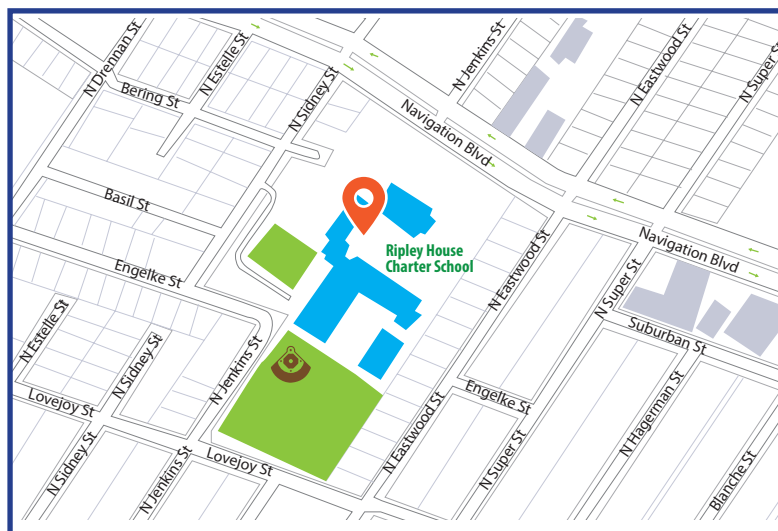 N Drennan St
N Estelle St
N Sidney St
Bering St
N Jenkins St
N Eastwood St
N Super St
Navigation Blvd
Basil St
Ripley House
Charter School
Engelke St
N Eastwood St
Navigation Blvd
N Super St
Suburban St
N Estelle St
N Sidney St
N Jenkins St
Engelke St
Lovejoy St
N Eastwood St
N Hagerman St
Lovejoy St
N Sidney St
N Jenkins St
N Super St
Blanche St